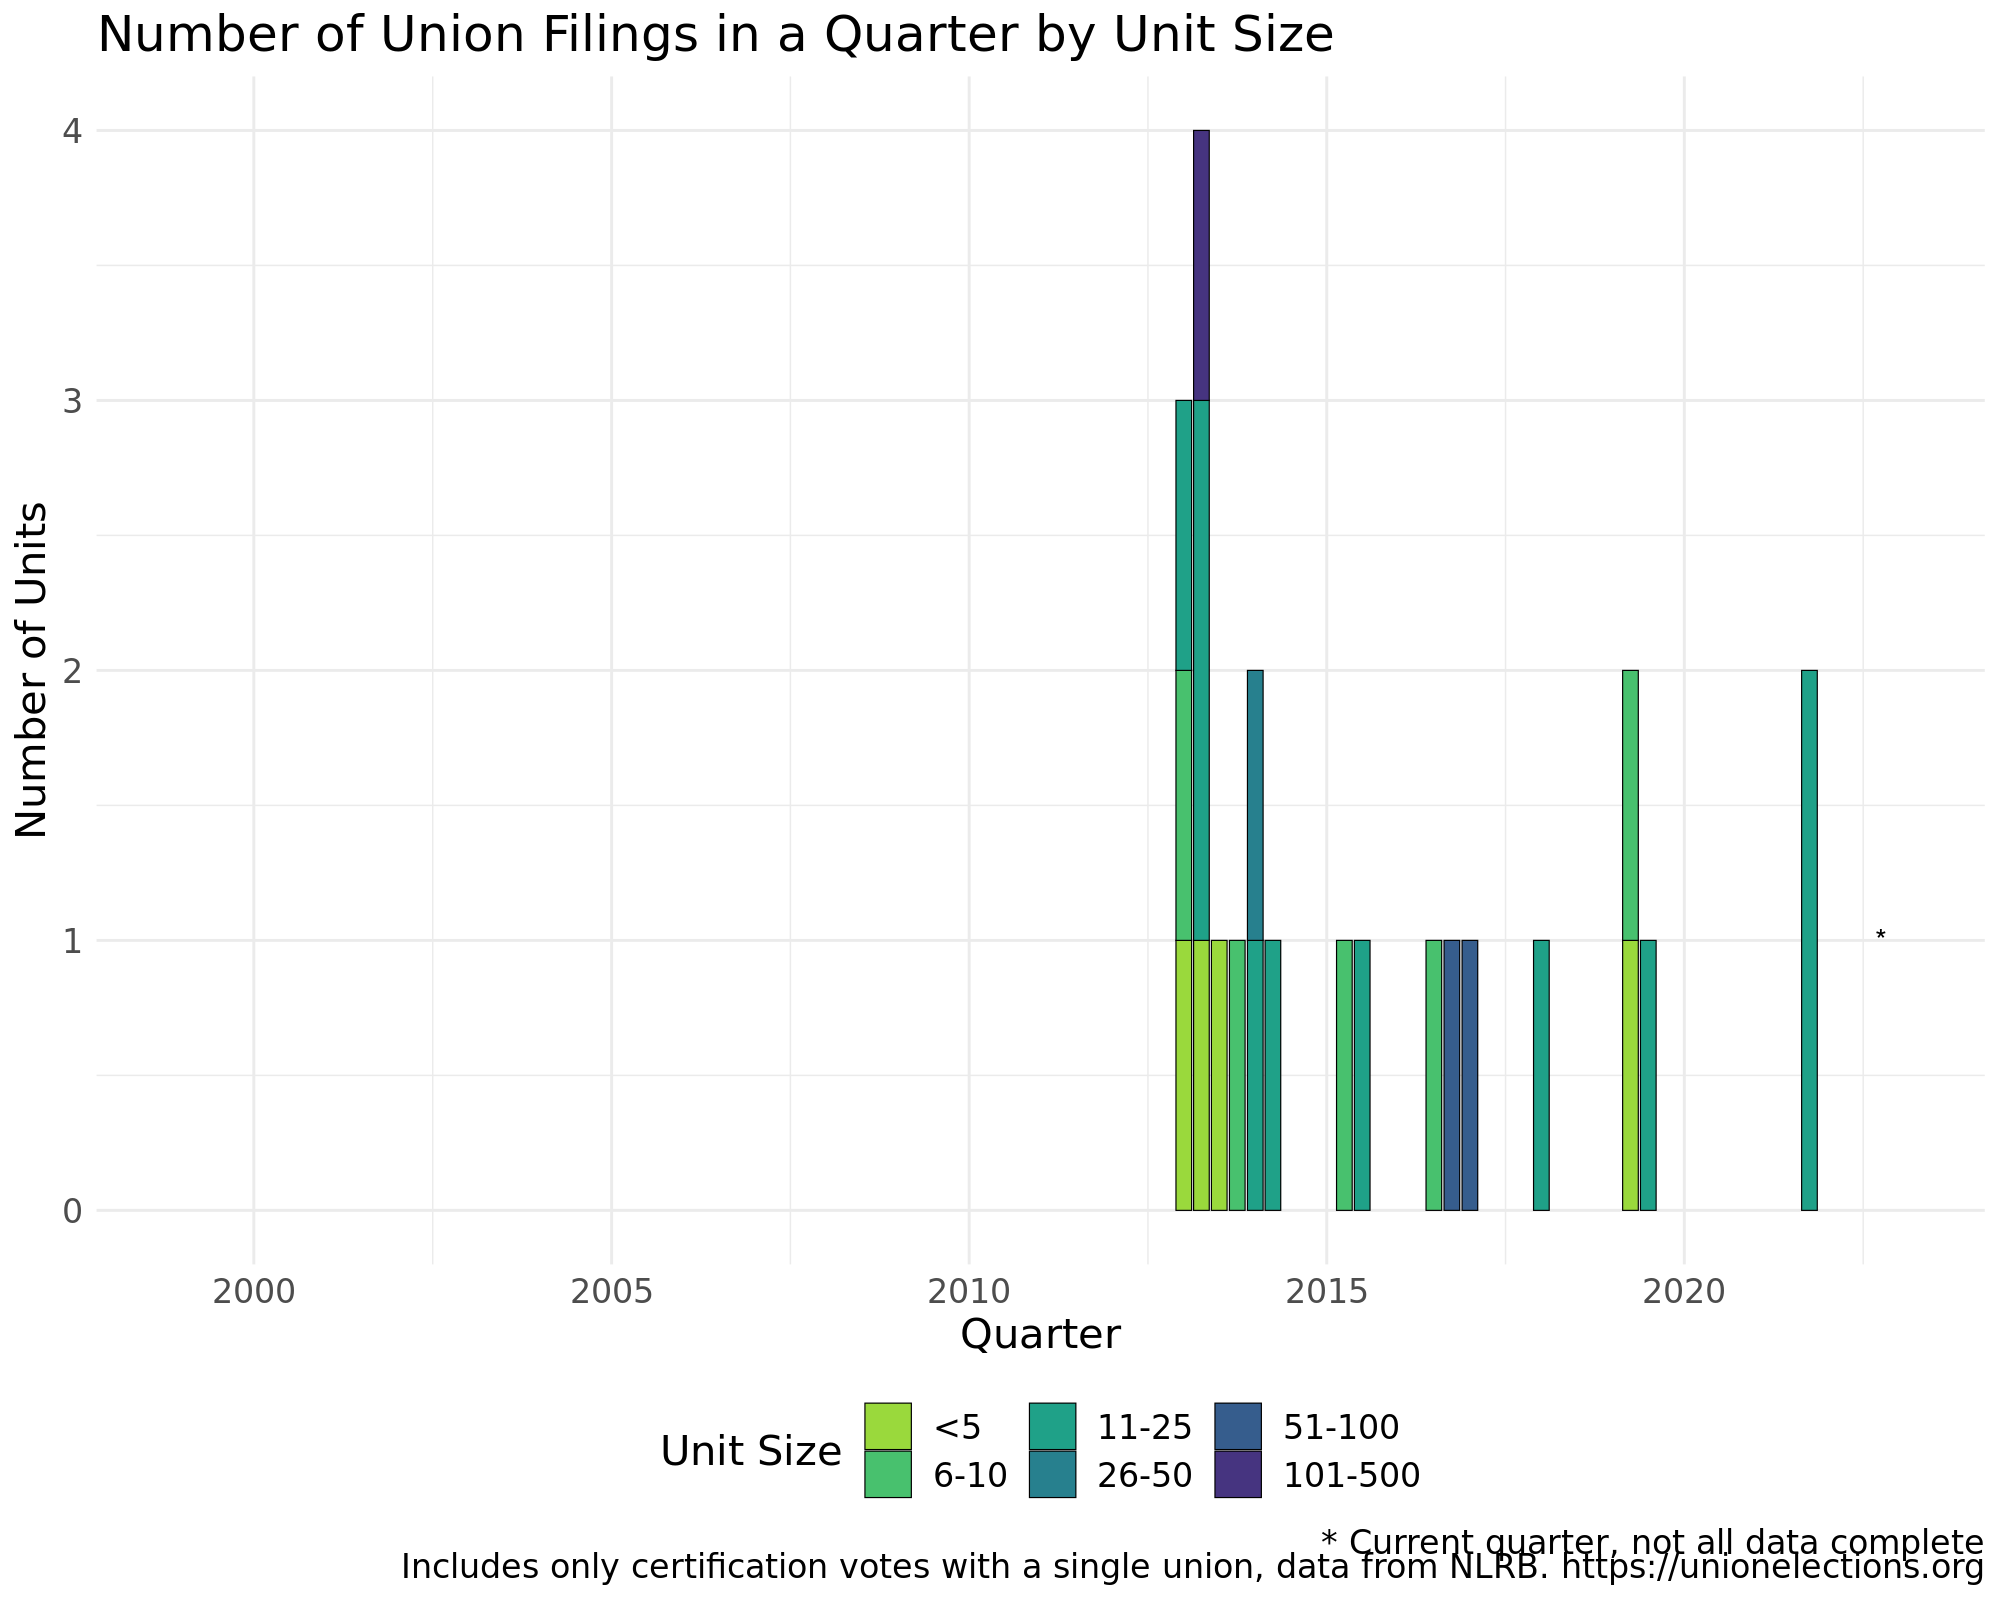 Number of Union Filings in a Quarter by Unit Size
4
3
2
1
0
Number of Units
*
2000 2005 2010 2015 2020
Quarter
Unit Size
<5 11-25 51-100
6-10 26-50 101-500
* Current quarter, not all data complete
Includes only certification votes with a single union, data from NLRB. https://unionelections.org